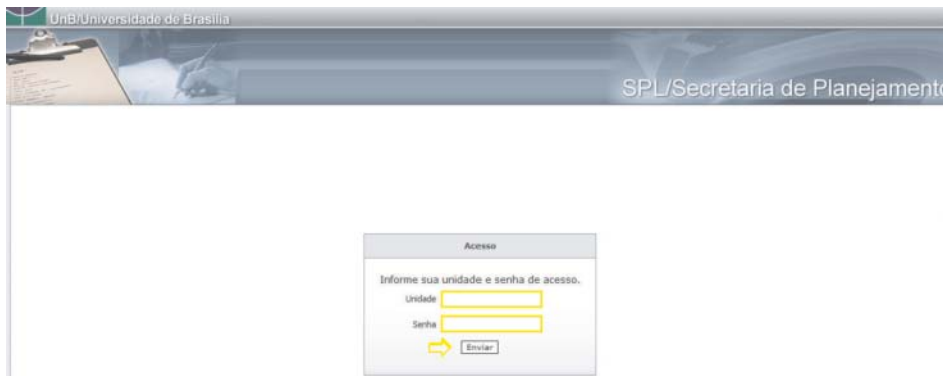 UnB/Universidade de Brasília
SPL/Secretaria de Planejamento
Acesso
Informe sua unidade e senha de acesso.
Unidade
Senha
Enviar